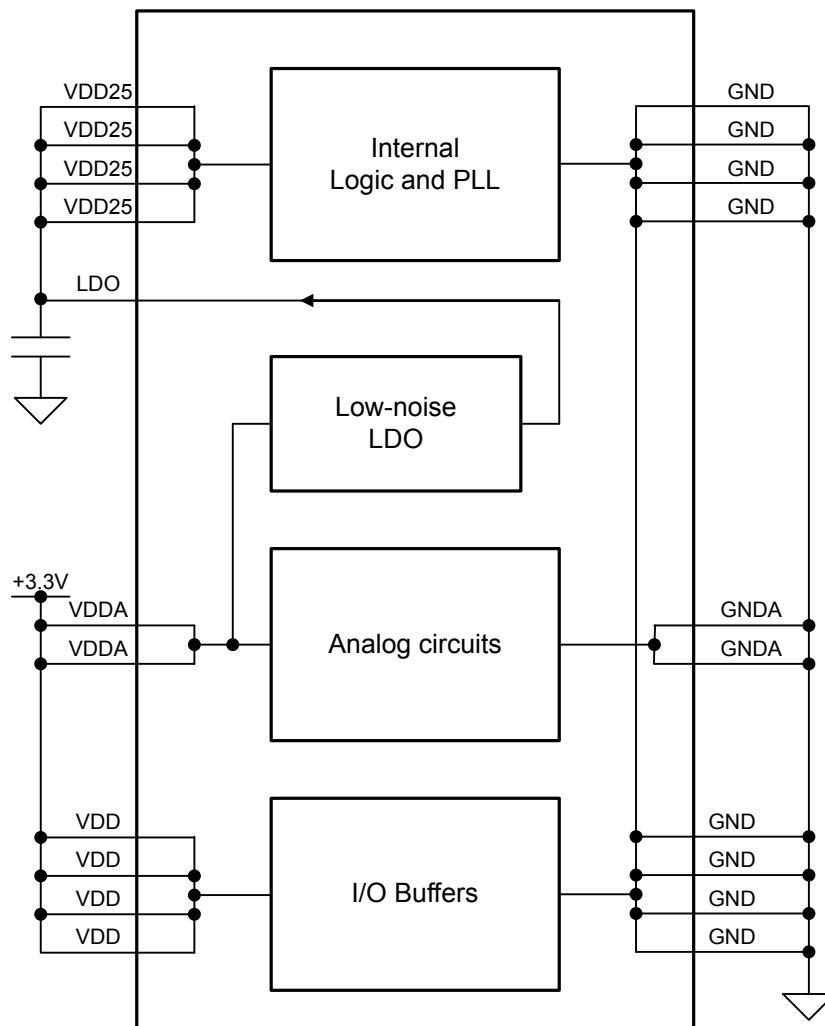 VDD25
VDD25
VDD25
VDD25
Internal
Logic and PLL
GND
GND
GND
GND
LDO
Low-noise
LDO
+3.3V
VDDA
VDDA
Analog circuits
GNDA
GNDA
VDD
VDD
VDD
VDD
I/O Buffers
GND
GND
GND
GND